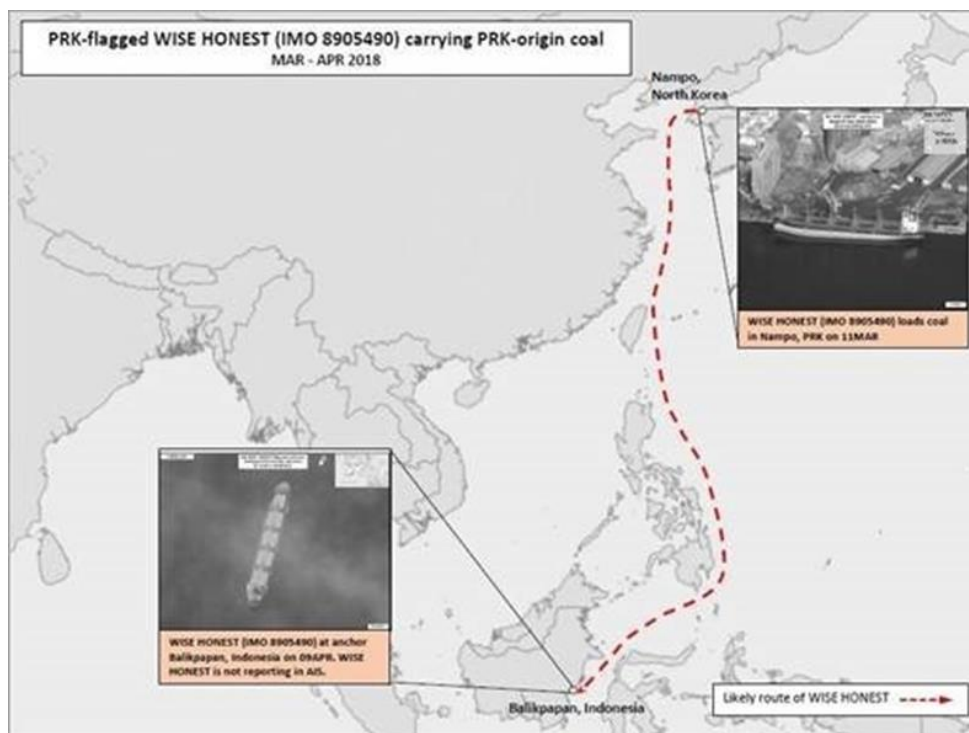 PRK-flagged WISE HONEST (IMO 8905490) carrying PRK-origin coal
MAR - APR 2018
Nampo,
North Korea
WISE HONEST (IMO 8905490) loads coal
in Nampo, PRK on 11MAR
WISE HONEST (IMO 8905490) at anchor
Balikpapan, Indonesia on 09APR. WISE
HONEST is not reporting in AIS.
Balikpapan, Indonesia
Likely route of WISE HONEST